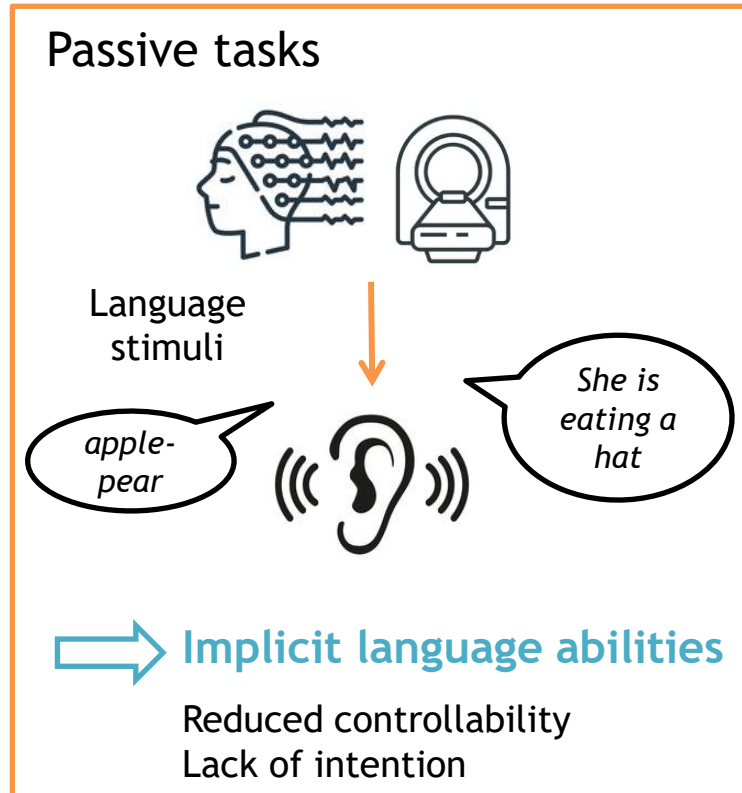 Passive tasks
Language
stimuli
apple-
pear
She is
eating a
hat
Implicit language abilities
Reduced controllability
Lack of intention